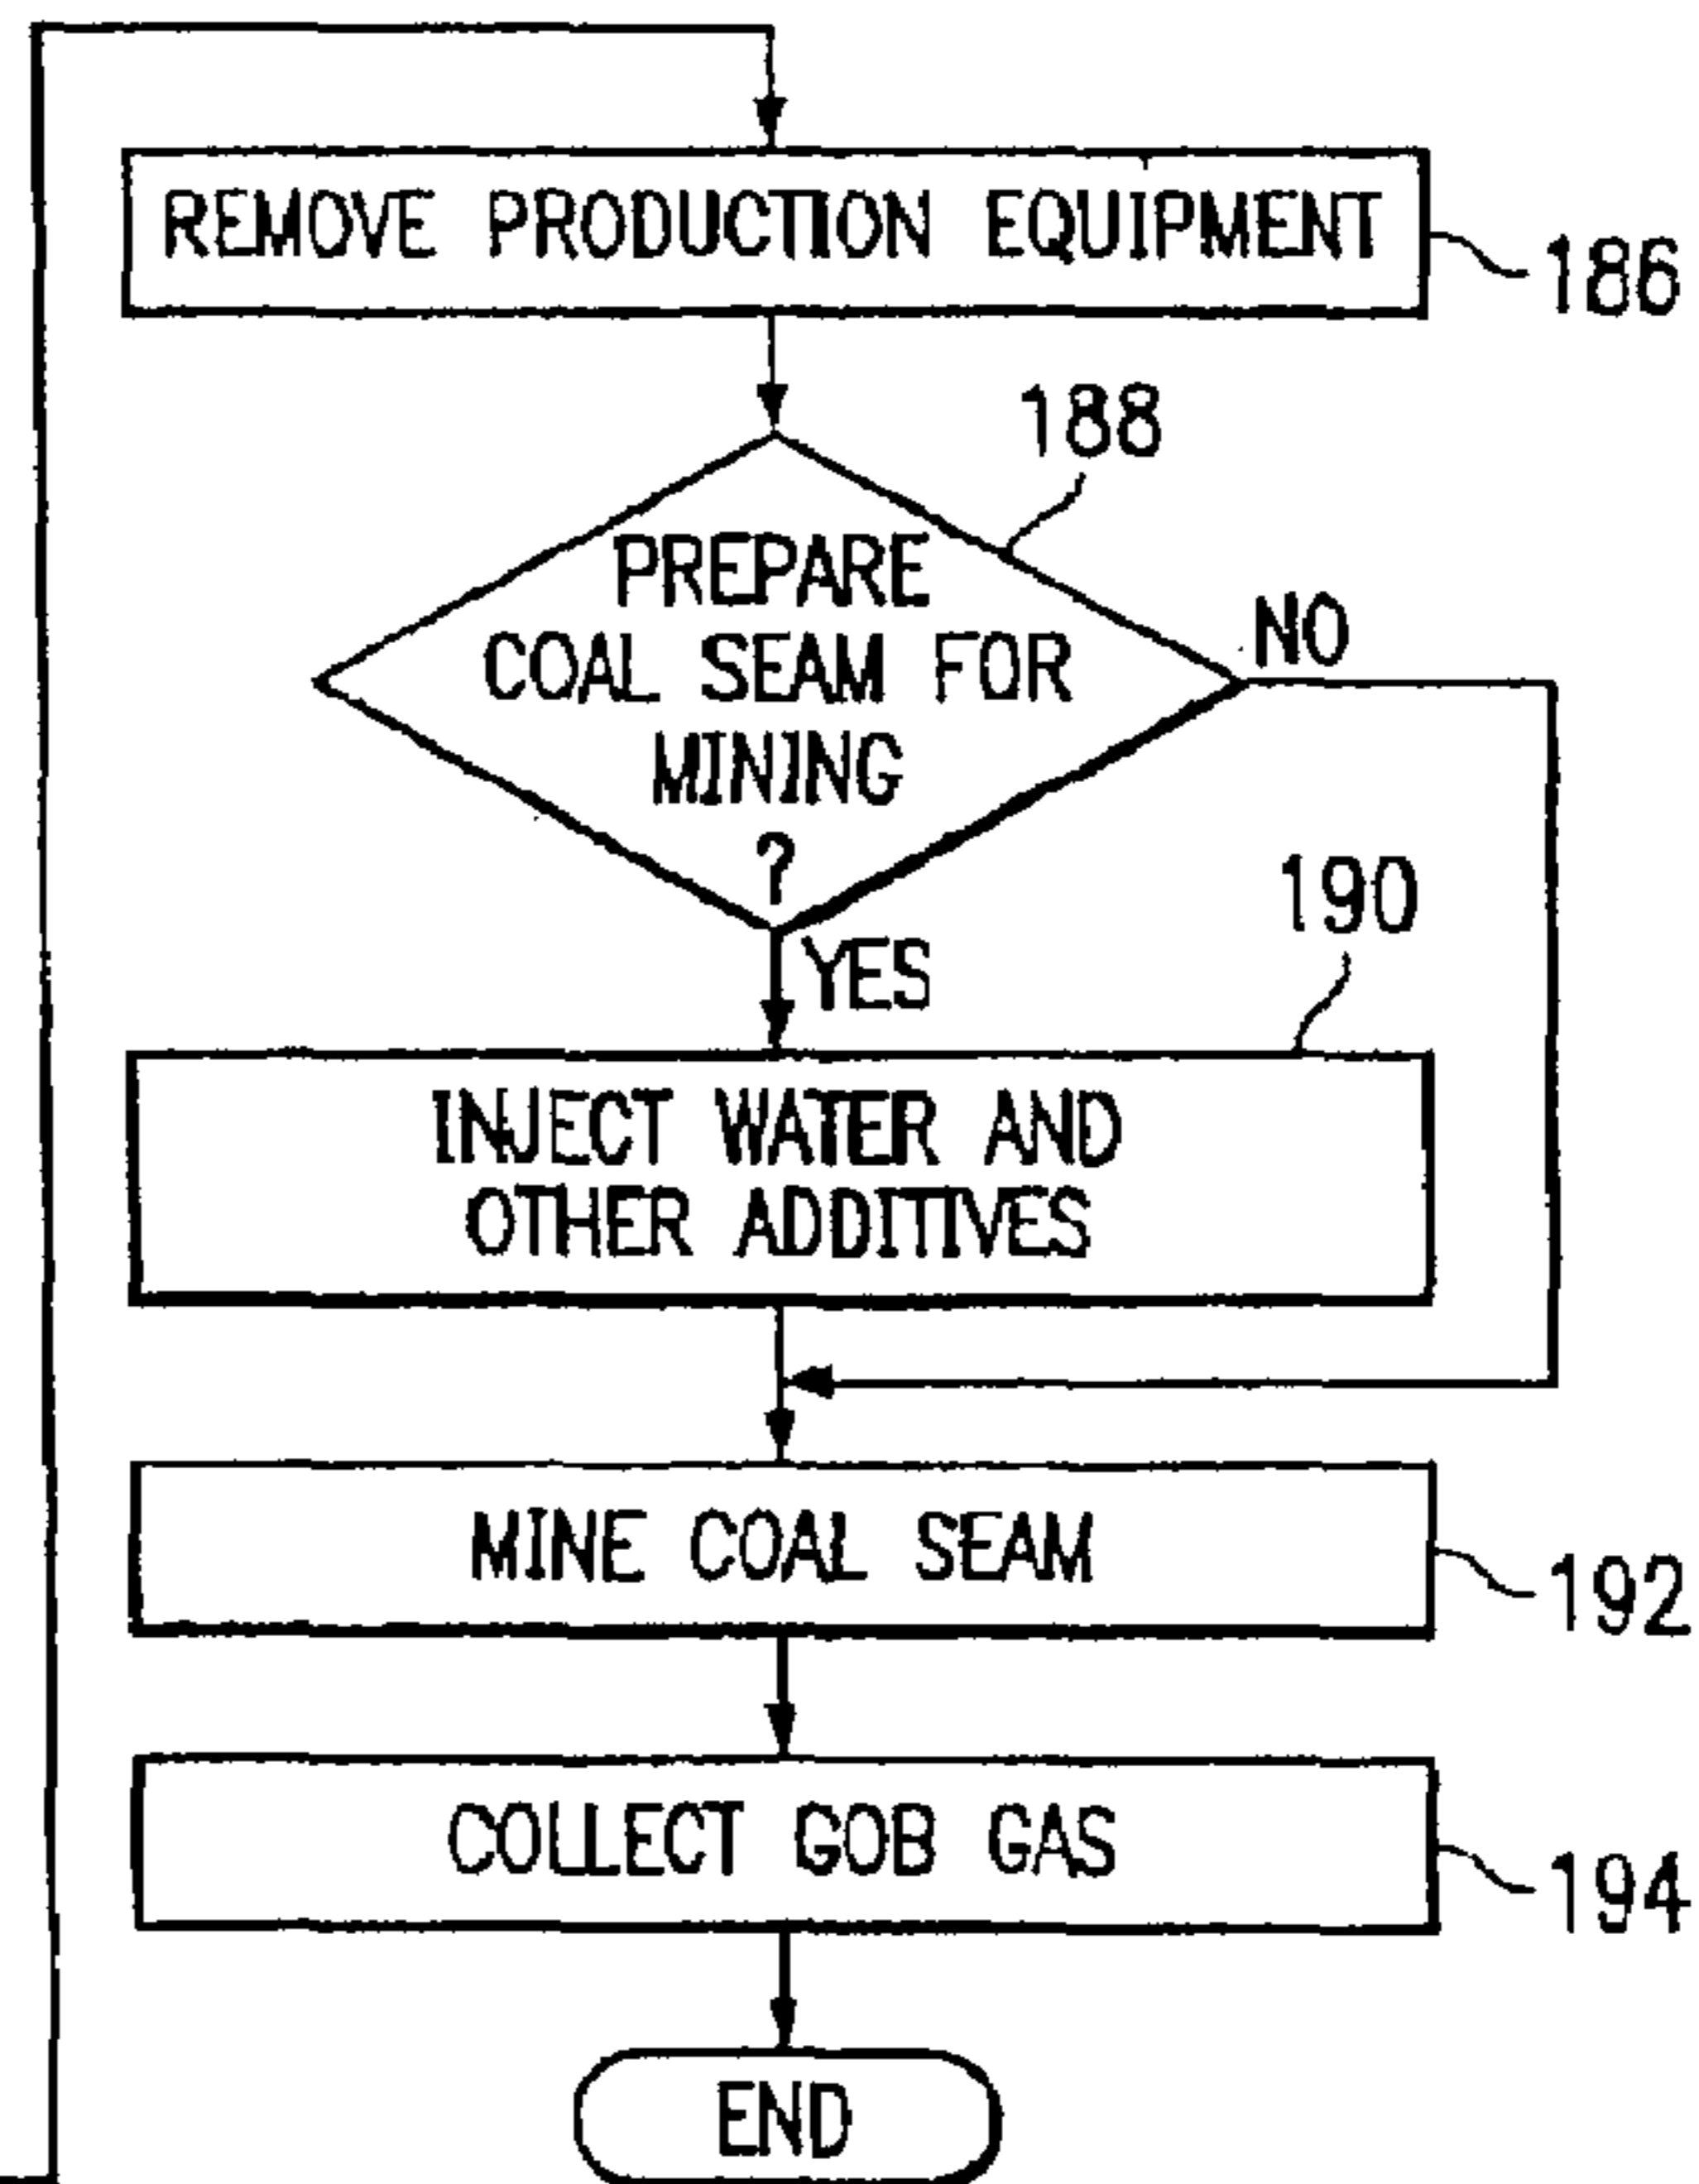 REMOVE PRODUCTION EQUIPMENT
186
188
PREPARE
COAL SEAM FOR
MINING
?
NO
YES
190
INJECT WATER AND
OTHER ADDITIVES
MINE COAL SEAM
192
COLLECT GOB GAS
194
END